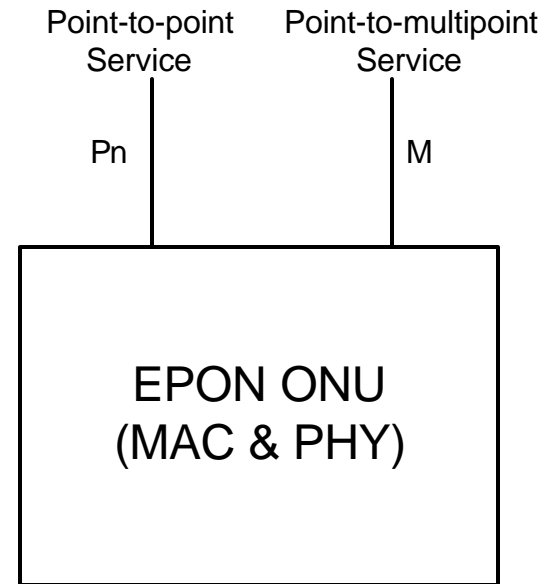 Point-to-point
Service
Point-to-multipoint
Service
Pn
M
EPON ONU
(MAC & PHY)